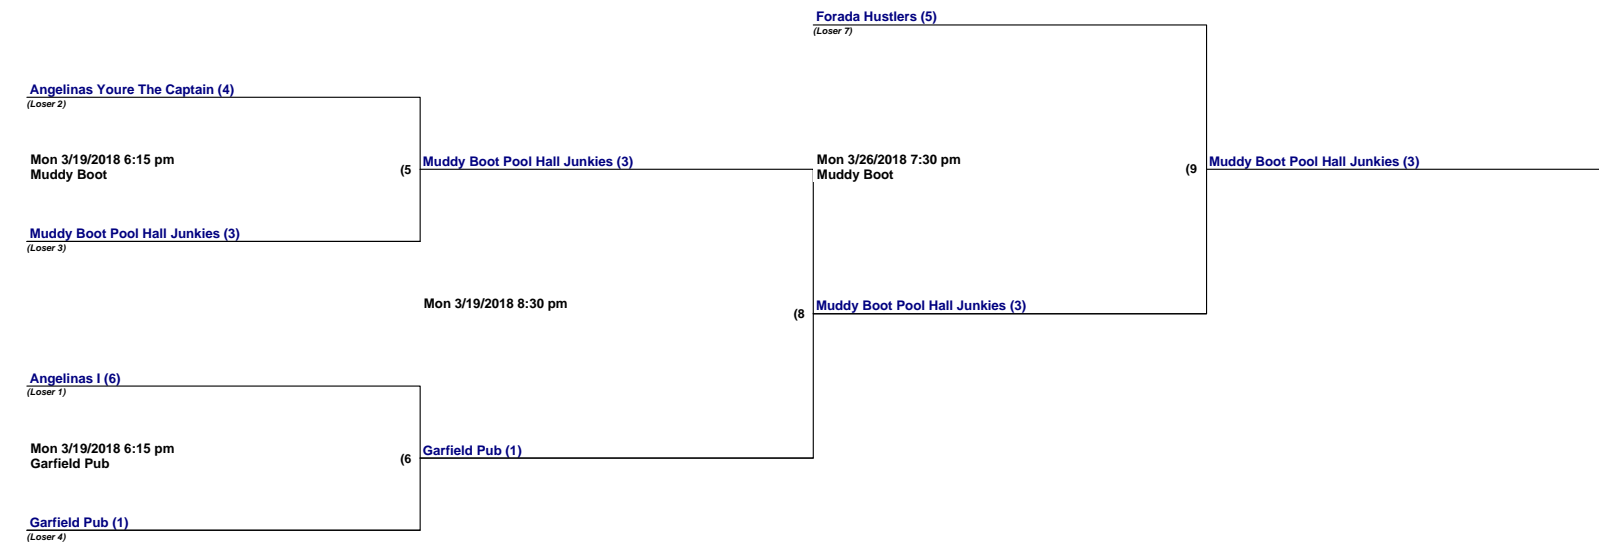 Forada Hustlers (5)
(Loser 7)
Angelinas Youre The Captain (4)
(Loser 2)
Mon 3/19/2018 6:15 pm
Muddy Boot
(5
Muddy Boot Pool Hall Junkies (3)
Mon 3/26/2018 7:30 pm
Muddy Boot
(9
Muddy Boot Pool Hall Junkies (3)
Muddy Boot Pool Hall Junkies (3)
(Loser 3)
Mon 3/19/2018 8:30 pm
(8
Muddy Boot Pool Hall Junkies (3)
Angelinas I (6)
(Loser 1)
Mon 3/19/2018 6:15 pm
Garfield Pub
(6
Garfield Pub (1)
Garfield Pub (1)
(Loser 4)